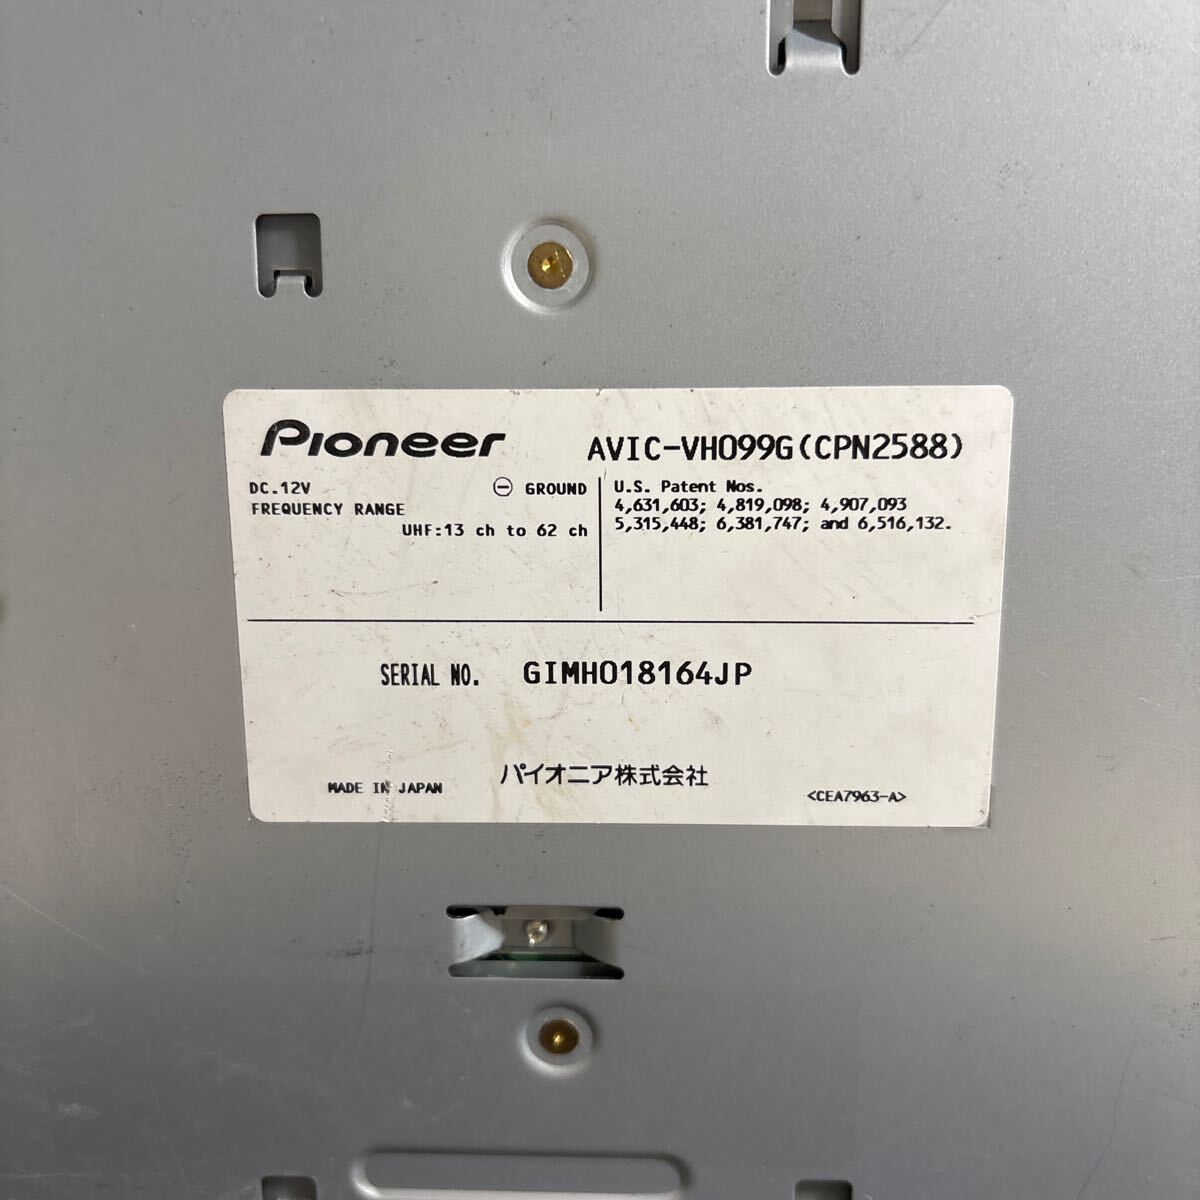 Pioneer AVIC-VH099G(CPN2588)
DC.12V ⊖ GROUND
FREQUENCY RANGE
UHF:13 ch to 62 ch
U.S. Patent Nos.
4,631,603; 4,819,098; 4,907,093
5,315,448; 6,381,747; and 6,516,132.
SERIAL NO. GIMH018164JP
パイオニア株式会社
MADE IN JAPAN <CEA7963-A>